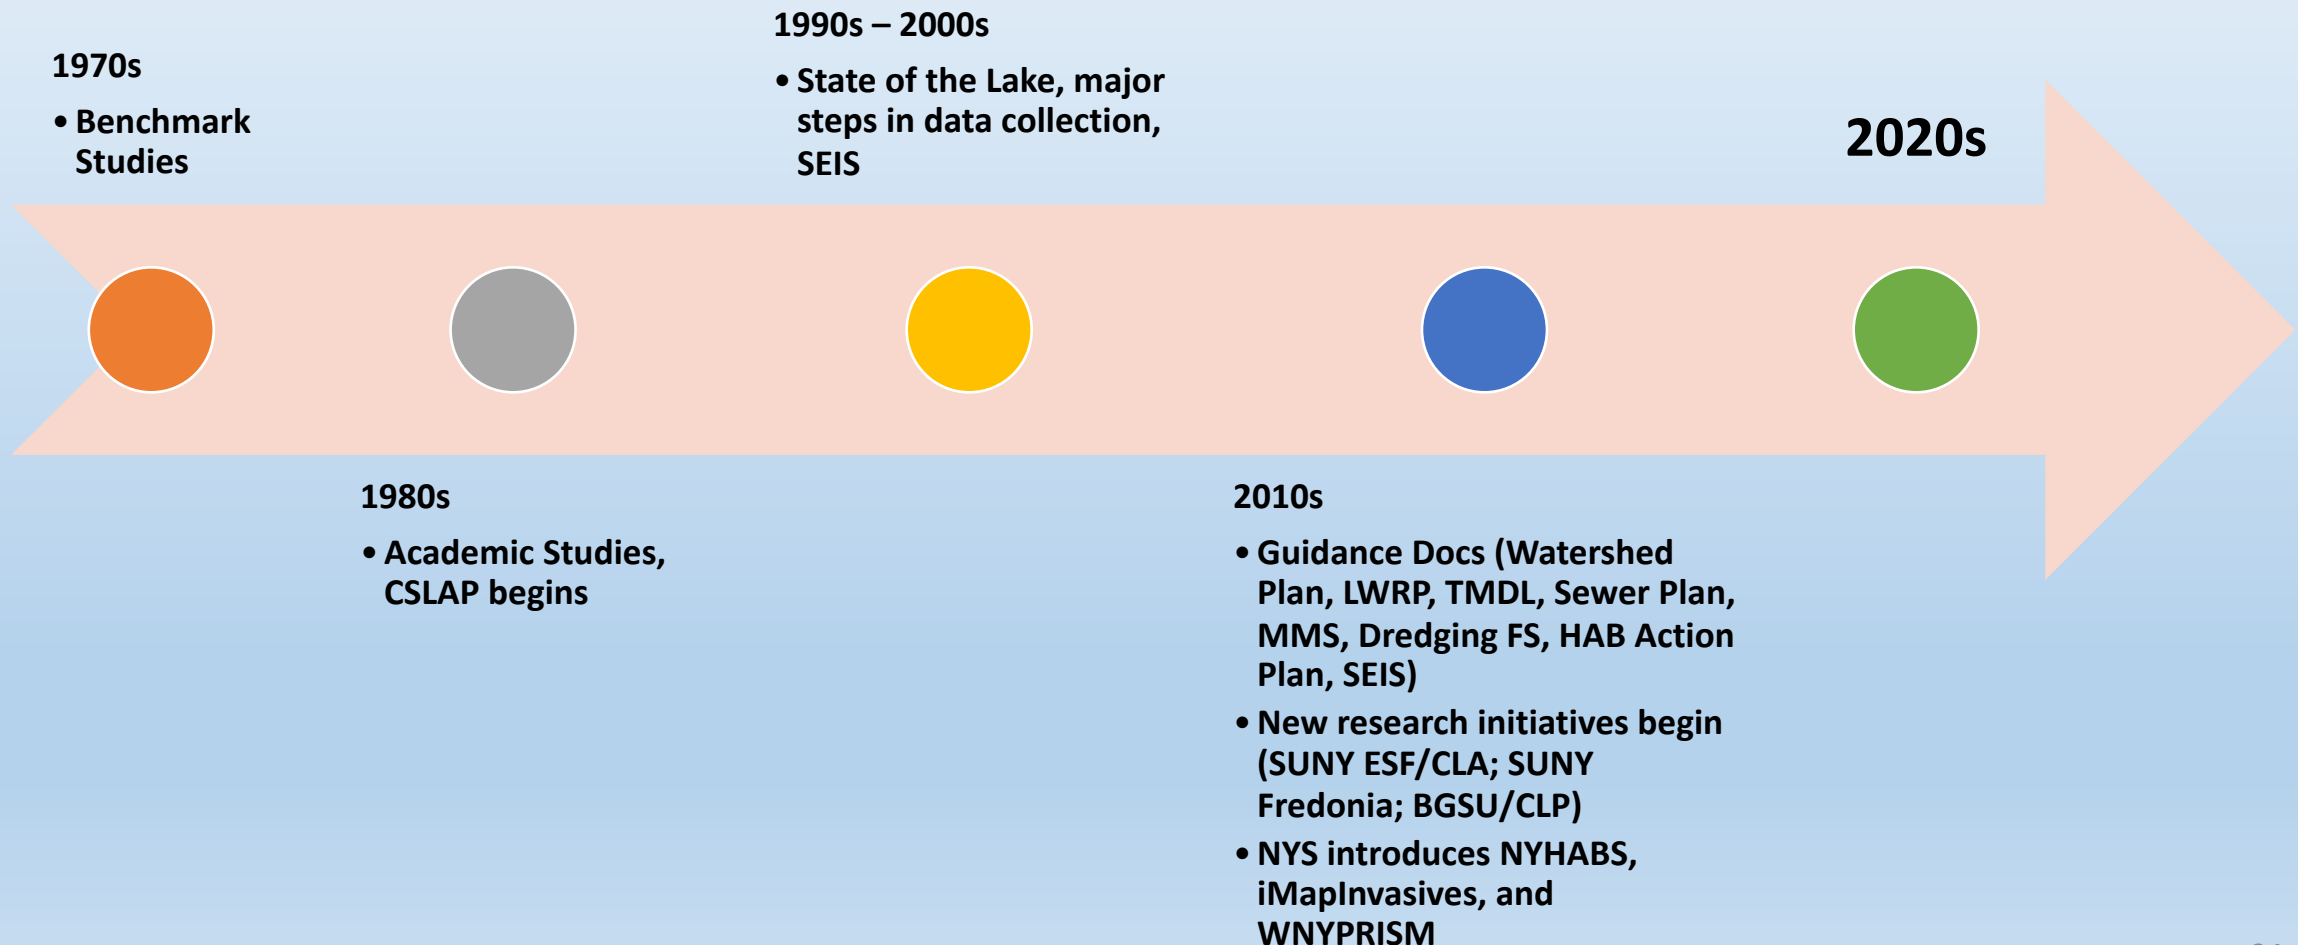 1970s
• Benchmark
Studies
1980s
• Academic Studies,
CSLAP begins
1990s – 2000s
• State of the Lake, major
steps in data collection,
SEIS
2010s
• Guidance Docs (Watershed
Plan, LWRP, TMDL, Sewer Plan,
MMS, Dredging FS, HAB Action
Plan, SEIS)
• New research initiatives begin
(SUNY ESF/CLA; SUNY
Fredonia; BGSU/CLP)
• NYS introduces NYHABS,
iMapInvasives, and
WNYPRISM
2020s